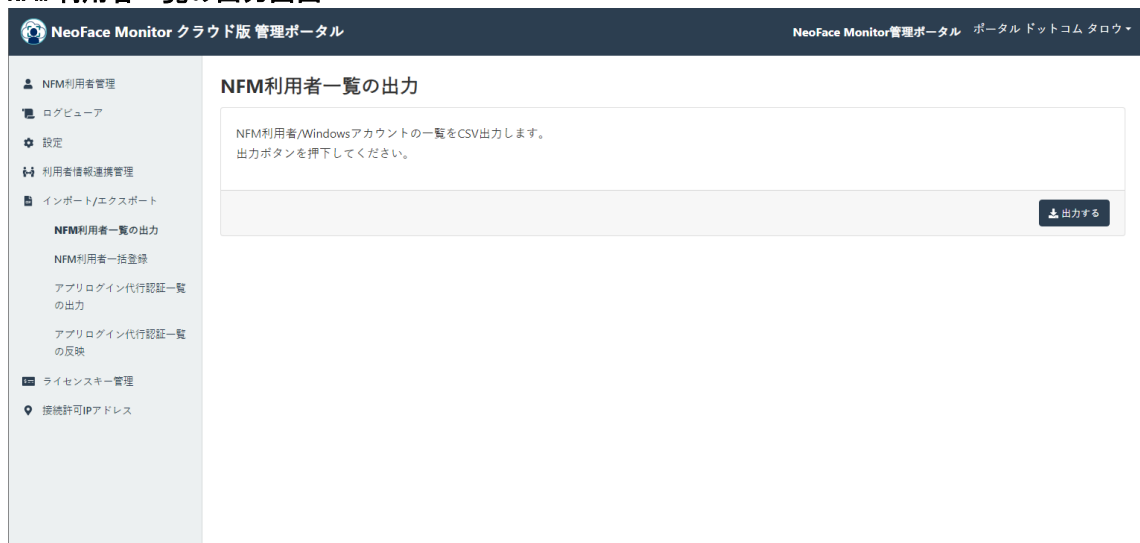 NeoFace Monitor クラウド版 管理ポータル
NeoFace Monitor管理ポータル ポータル ドットコム タロウ
NFM利用者管理
ログビューア
設定
利用者情報連携管理
インポート/エクスポート
NFM利用者一覧の出力
NFM利用者一括登録
アプリログイン代行認証一覧
の出力
アプリログイン代行認証一覧
の反映
ライセンスキー管理
接続許可IPアドレス
NFM利用者一覧の出力
NFM利用者/Windowsアカウントの一覧をCSV出力します。
出力ボタンを押下してください。
出力する